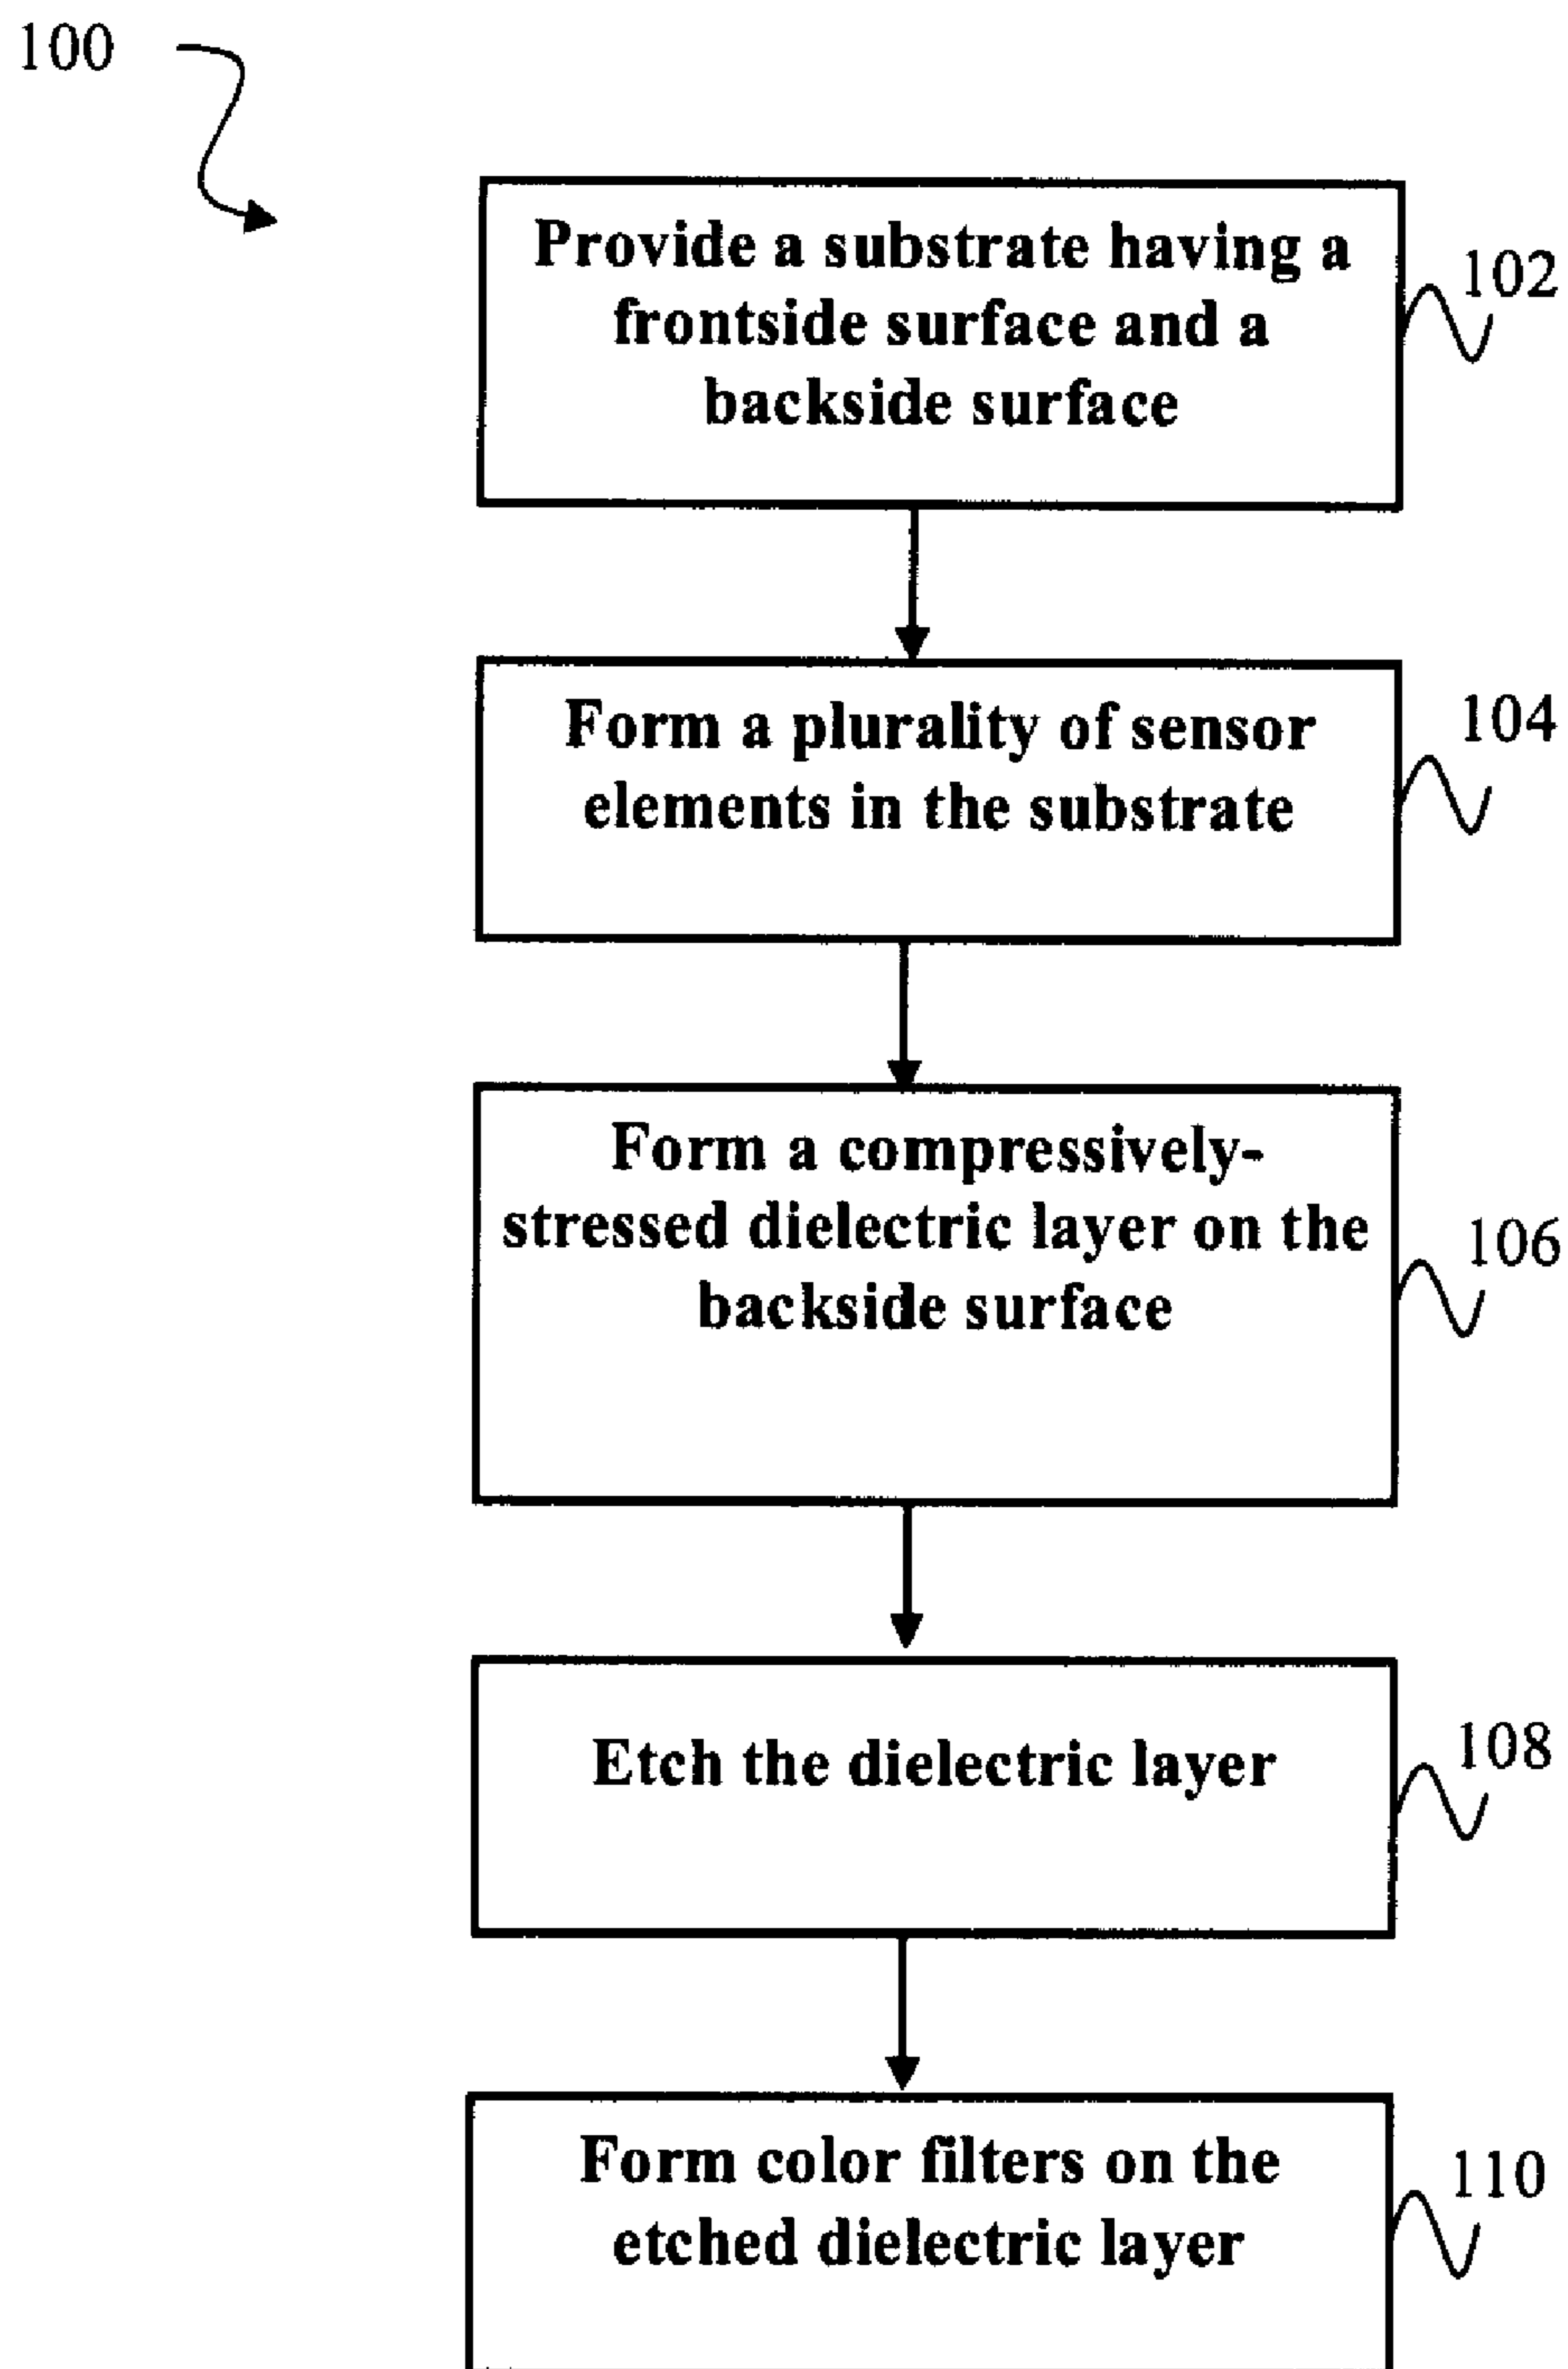 100
Provide a substrate having a
frontside surface and a
backside surface
102
Form a plurality of sensor
elements in the substrate
104
Form a compressively-
stressed dielectric layer on the
backside surface
106
Etch the dielectric layer
108
Form color filters on the
etched dielectric layer
110